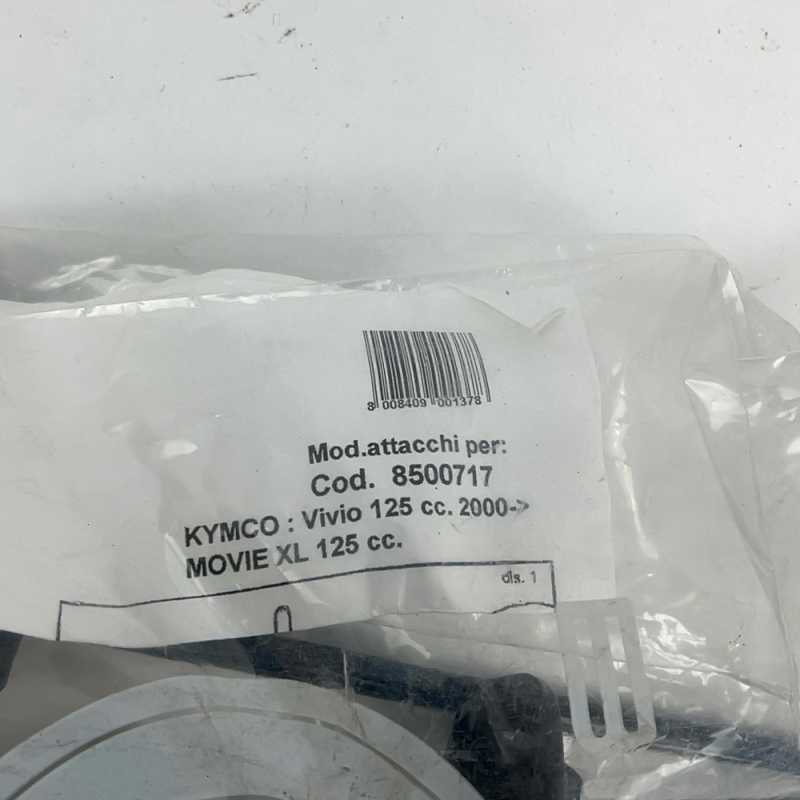 8 008409 001378
Mod.attacchi per:
Cod. 8500717
KYMCO : Vivio 125 cc. 2000->
MOVIE XL 125 cc.
dis. 1